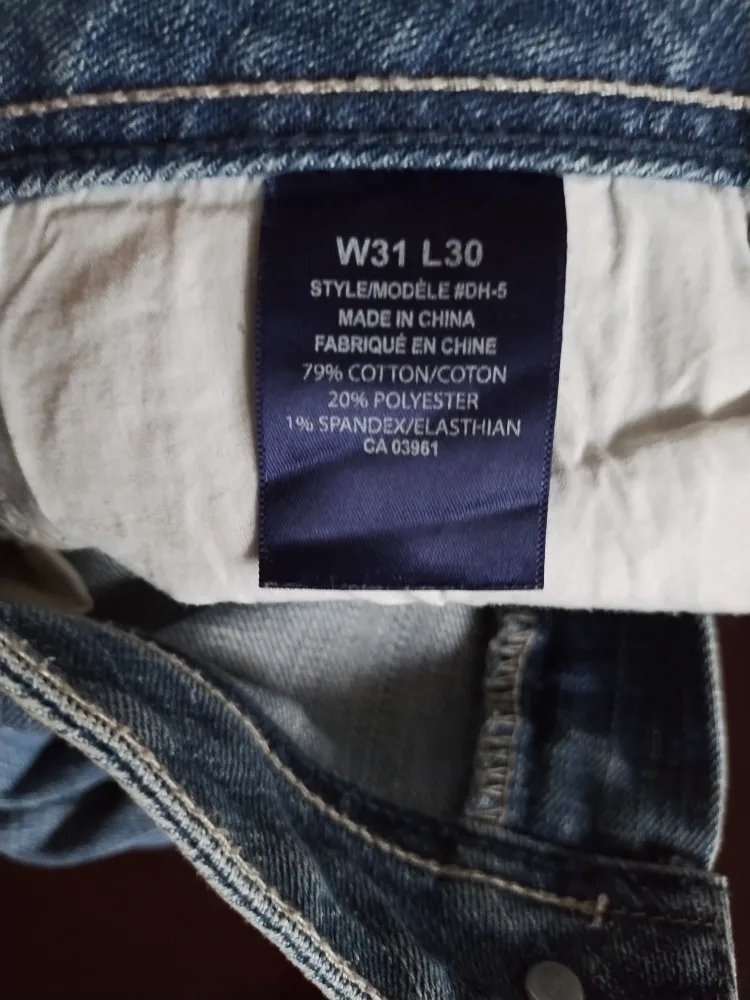 W31 L30
STYLE/MODÈLE #DH-5
MADE IN CHINA
FABRIQUÉ EN CHINE
79% COTTON/COTON
20% POLYESTER
1% SPANDEX/ELASTHIAN
CA 03961